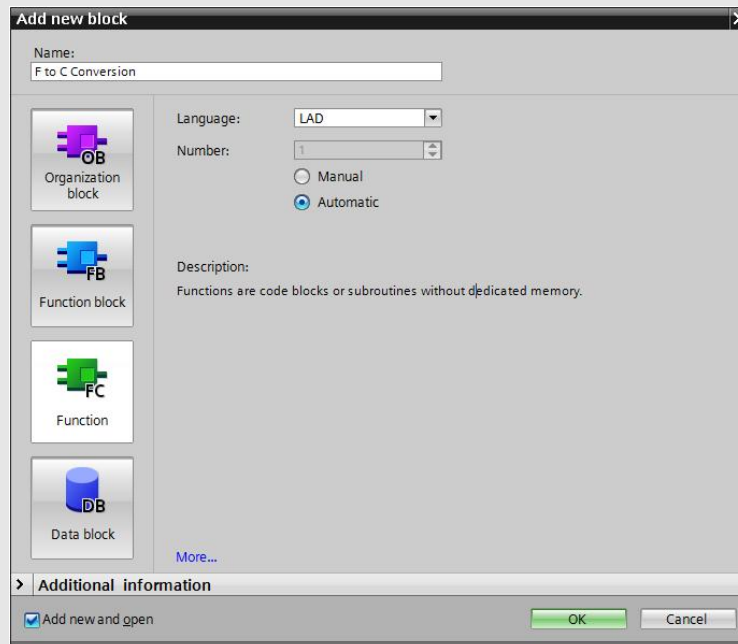 Add new block
Name:
F to C Conversion
OB
Organization
block
FB
Function block
FC
Function
DB
Data block
Language:
LAD
Number:
1
Manual
Automatic
Description:
Functions are code blocks or subroutines without dedicated memory.
More...
> Additional information
Add new and open
OK
Cancel